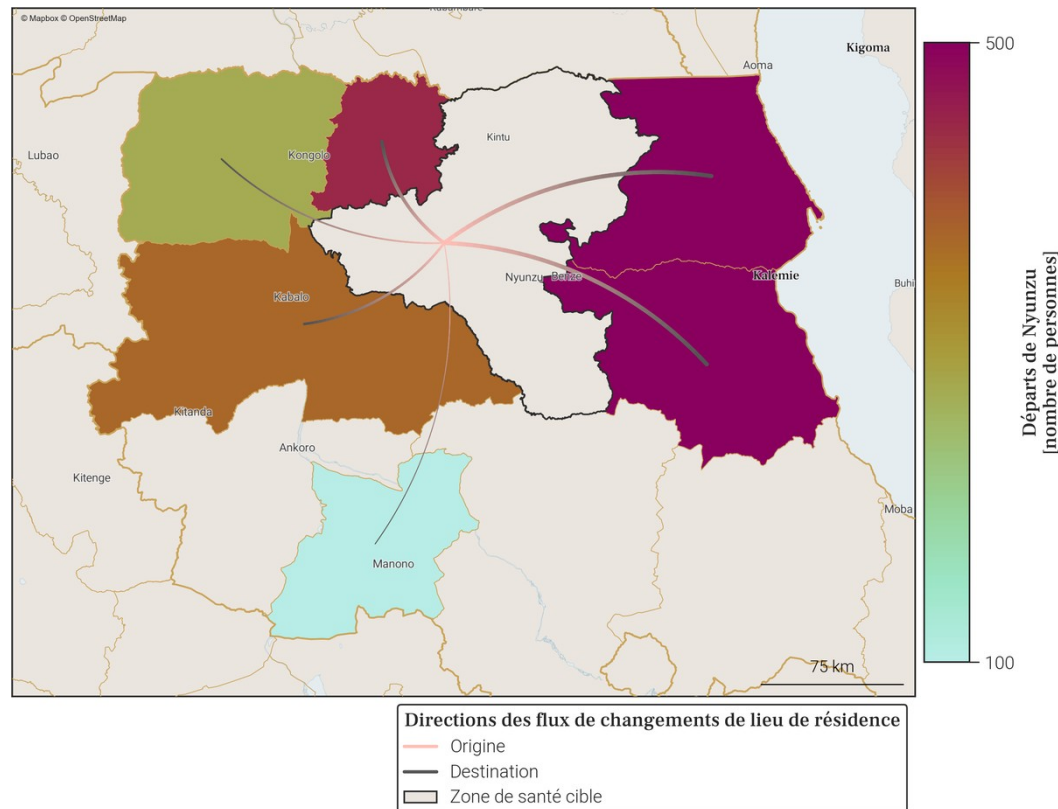 © Mapbox © OpenStreetMap
Kigoma
Aoma
Kintu
Lubao
Kongolo
Nyunzu
Kalemie
Buhi
Kabalo
Kitanda
Ankoro
Kitenge
Moba
Manono
75 km
500
100
Départs de Nyunzu
[nombre de personnes]
Directions des flux de changements de lieu de résidence
Origine
Destination
Zone de santé cible